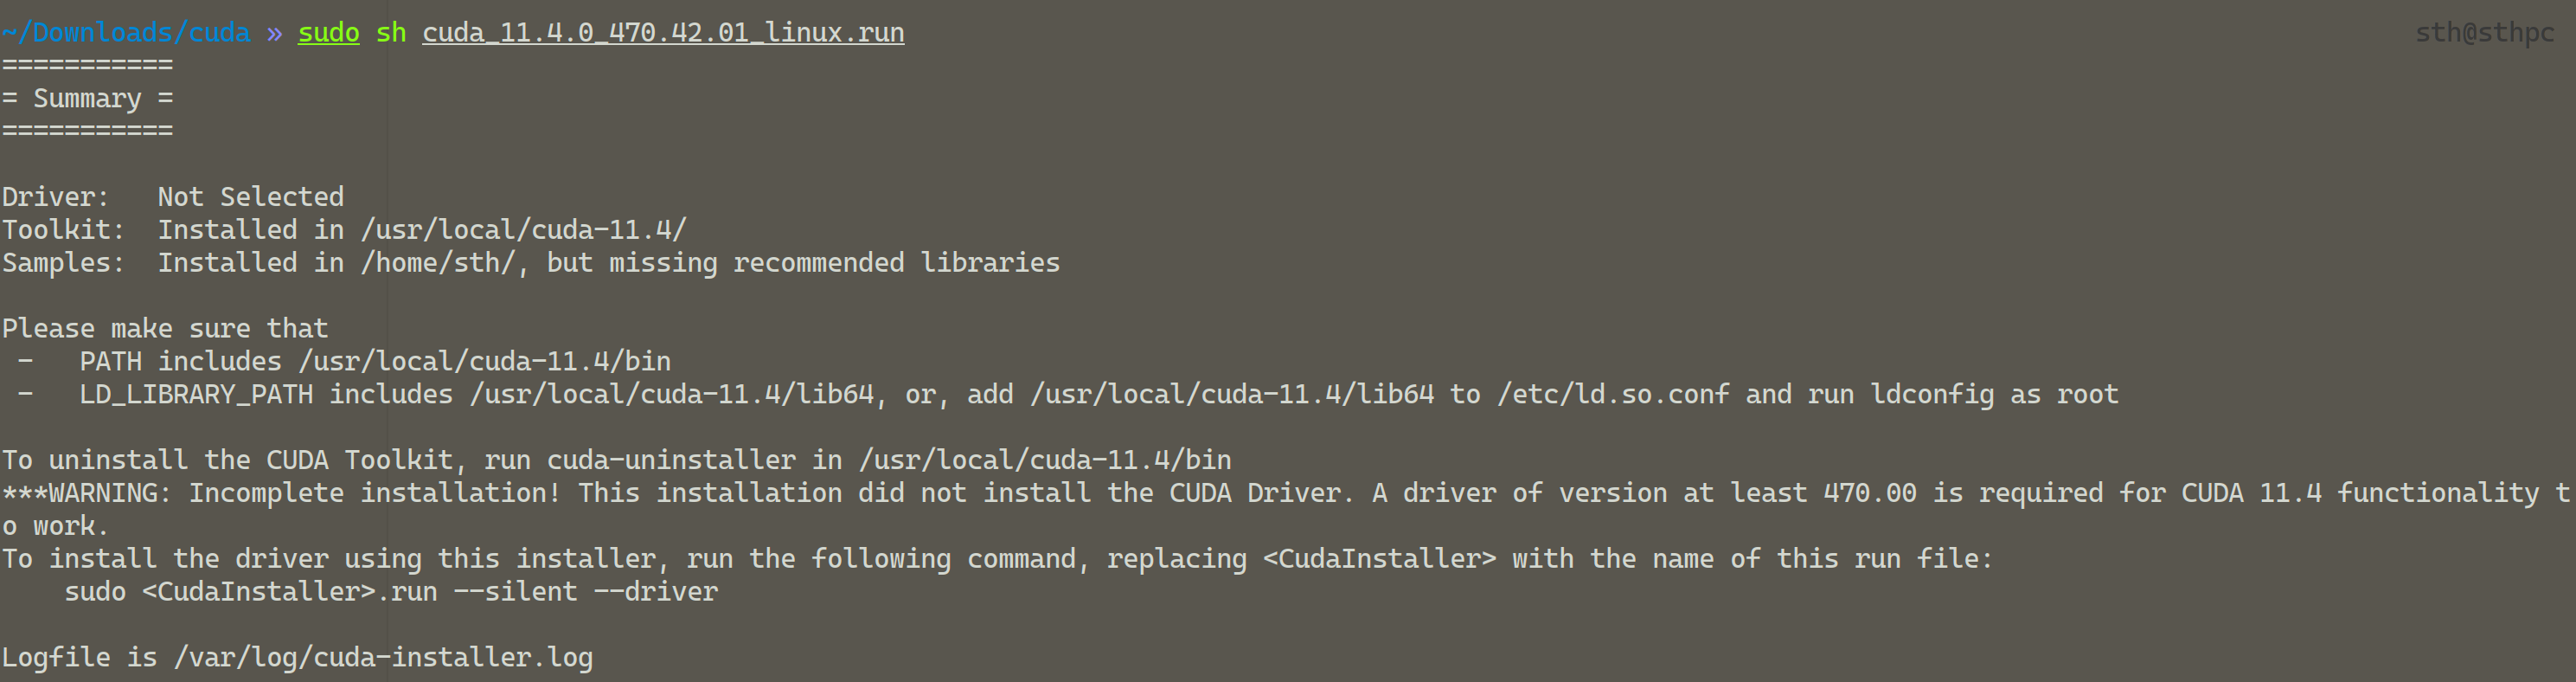 ~/Downloads/cuda » sudo sh cuda_11.4.0_470.42.01_linux.run sth@sthpc
===========
= Summary =
===========
Driver:   Not Selected
Toolkit:  Installed in /usr/local/cuda-11.4/
Samples:  Installed in /home/sth/, but missing recommended libraries
Please make sure that
 -   PATH includes /usr/local/cuda-11.4/bin
 -   LD_LIBRARY_PATH includes /usr/local/cuda-11.4/lib64, or, add /usr/local/cuda-11.4/lib64 to /etc/ld.so.conf and run ldconfig as root
To uninstall the CUDA Toolkit, run cuda-uninstaller in /usr/local/cuda-11.4/bin
***WARNING: Incomplete installation! This installation did not install the CUDA Driver. A driver of version at least 470.00 is required for CUDA 11.4 functionality t
o work.
To install the driver using this installer, run the following command, replacing <CudaInstaller> with the name of this run file:
    sudo <CudaInstaller>.run --silent --driver
Logfile is /var/log/cuda-installer.log